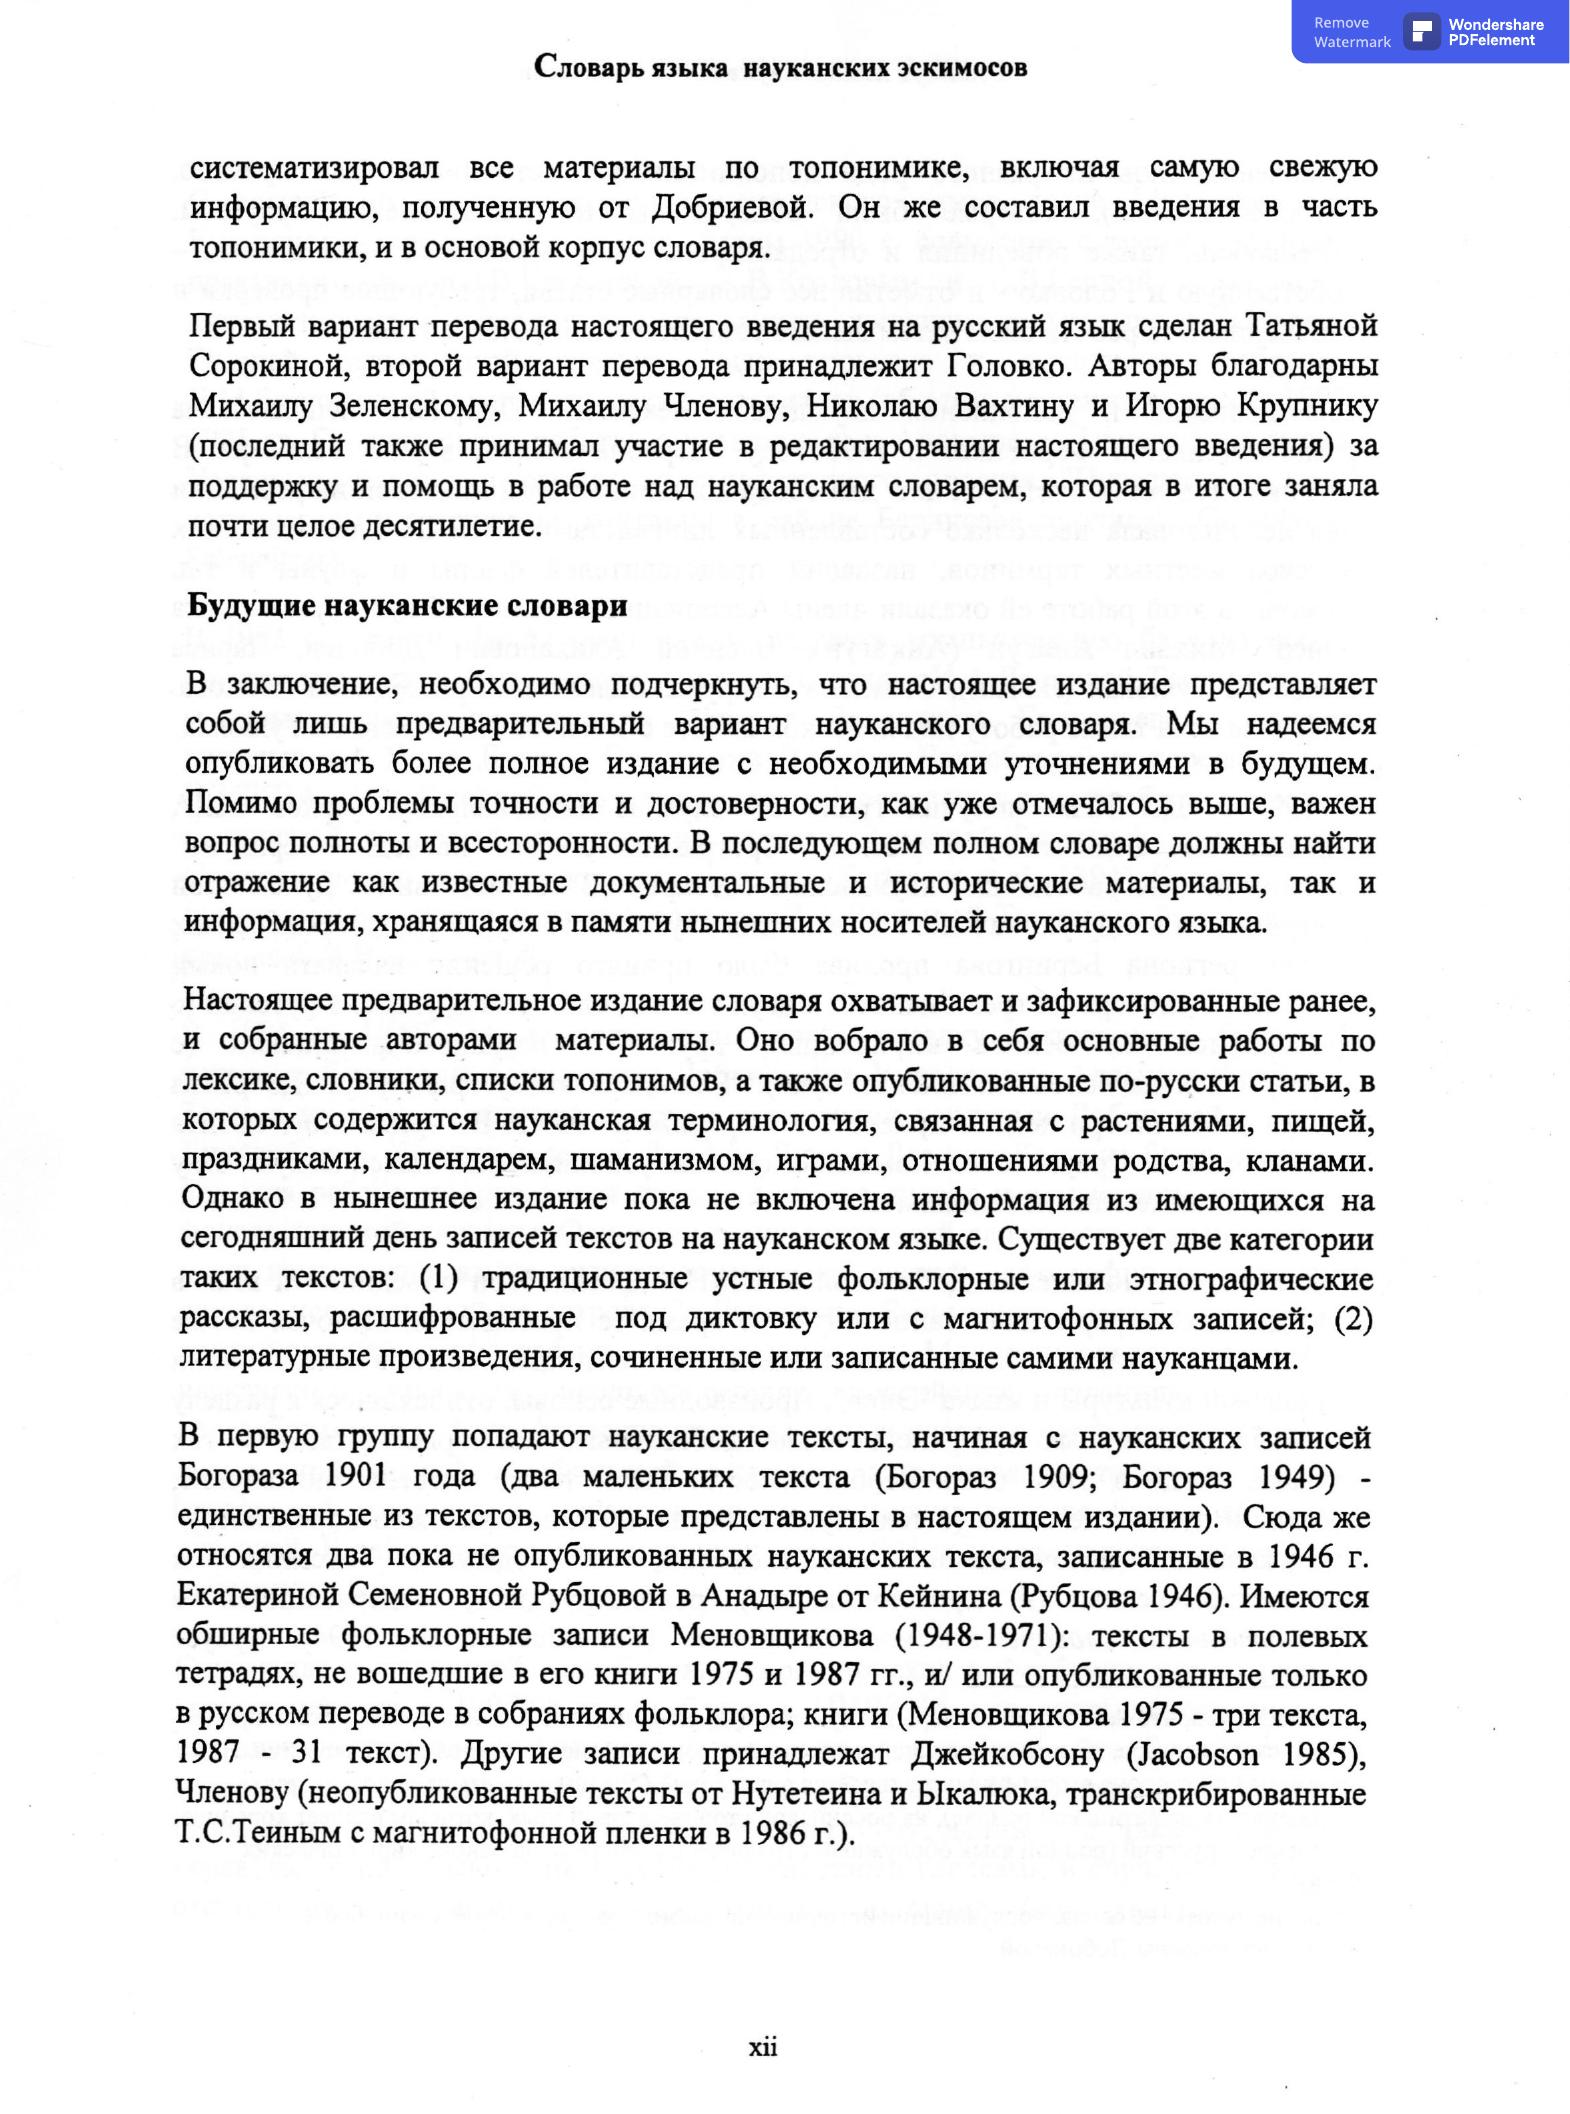 Remove
Watermark
Wondershare
PDFelement
Словарь языка науканских эскимосов
систематизировал все материалы по топонимике, включая самую свежую
информацию, полученную от Добриевой. Он же составил введения в часть
топонимики, и в основой корпус словаря.
Первый вариант перевода настоящего введения на русский язык сделан Татьяной
Сорокиной, второй вариант перевода принадлежит Головко. Авторы благодарны
Михаилу Зеленскому, Михаилу Членову, Николаю Вахтину и Игорю Крупнику
(последний также принимал участие в редактировании настоящего введения) за
поддержку и помощь в работе над науканским словарем, которая в итоге заняла
почти целое десятилетие.
Будущие науканские словари
В заключение, необходимо подчеркнуть, что настоящее издание представляет
собой лишь предварительный вариант науканского словаря. Мы надеемся
опубликовать более полное издание с необходимыми уточнениями в будущем.
Помимо проблемы точности и достоверности, как уже отмечалось выше, важен
вопрос полноты и всесторонности. В последующем полном словаре должны найти
отражение как известные документальные и исторические материалы, так и
информация, хранящаяся в памяти нынешних носителей науканского языка.
Настоящее предварительное издание словаря охватывает и зафиксированные ранее,
и собранные авторами материалы. Оно вобрало в себя основные работы по
лексике, словники, списки топонимов, а также опубликованные по-русски статьи, в
которых содержится науканская терминология, связанная с растениями, пищей,
праздниками, календарем, шаманизмом, играми, отношениями родства, кланами.
Однако в нынешнее издание пока не включена информация из имеющихся на
сегодняшний день записей текстов на науканском языке. Существует две категории
таких текстов: (1) традиционные устные фольклорные или этнографические
рассказы, расшифрованные под диктовку или с магнитофонных записей; (2)
литературные произведения, сочиненные или записанные самими науканцами.
В первую группу попадают науканские тексты, начиная с науканских записей
Богораза 1901 года (два маленьких текста (Богораз 1909; Богораз 1949) -
единственные из текстов, которые представлены в настоящем издании). Сюда же
относятся два пока не опубликованных науканских текста, записанные в 1946 г.
Екатериной Семеновной Рубцовой в Анадыре от Кейнина (Рубцова 1946). Имеются
обширные фольклорные записи Меновщикова (1948-1971): тексты в полевых
тетрадях, не вошедшие в его книги 1975 и 1987 гг., и/ или опубликованные только
в русском переводе в собраниях фольклора; книги (Меновщикова 1975 - три текста,
1987 - 31 текст). Другие записи принадлежат Джейкобсону (Jacobson 1985),
Членову (неопубликованные тексты от Нутетеина и Ыкалюка, транскрибированные
Т.С.Теиным с магнитофонной пленки в 1986 г.).
xii